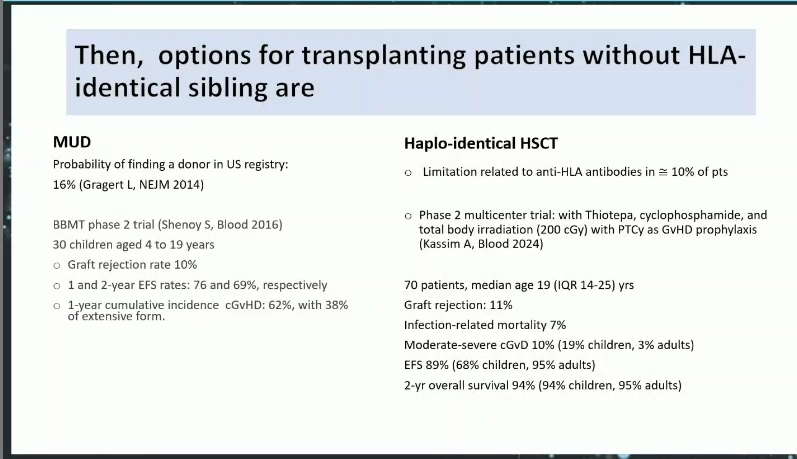 Then, options for transplanting patients without HLA-
identical sibling are
MUD
Probability of finding a donor in US registry:
16% (Gragert L, NEJM 2014)
BBMT phase 2 trial (Shenoy S, Blood 2016)
30 children aged 4 to 19 years
○ Graft rejection rate 10%
○ 1 and 2-year EFS rates: 76 and 69%, respectively
○ 1-year cumulative incidence cGvHD: 62%, with 38%
of extensive form.
Haplo-identical HSCT
○ Limitation related to anti-HLA antibodies in ≅ 10% of pts
○ Phase 2 multicenter trial: with Thiotepa, cyclophosphamide, and
total body irradiation (200 cGy) with PTCy as GvHD prophylaxis
(Kassim A, Blood 2024)
70 patients, median age 19 (IQR 14-25) yrs
Graft rejection: 11%
Infection-related mortality 7%
Moderate-severe cGvD 10% (19% children, 3% adults)
EFS 89% (68% children, 95% adults)
2-yr overall survival 94% (94% children, 95% adults)